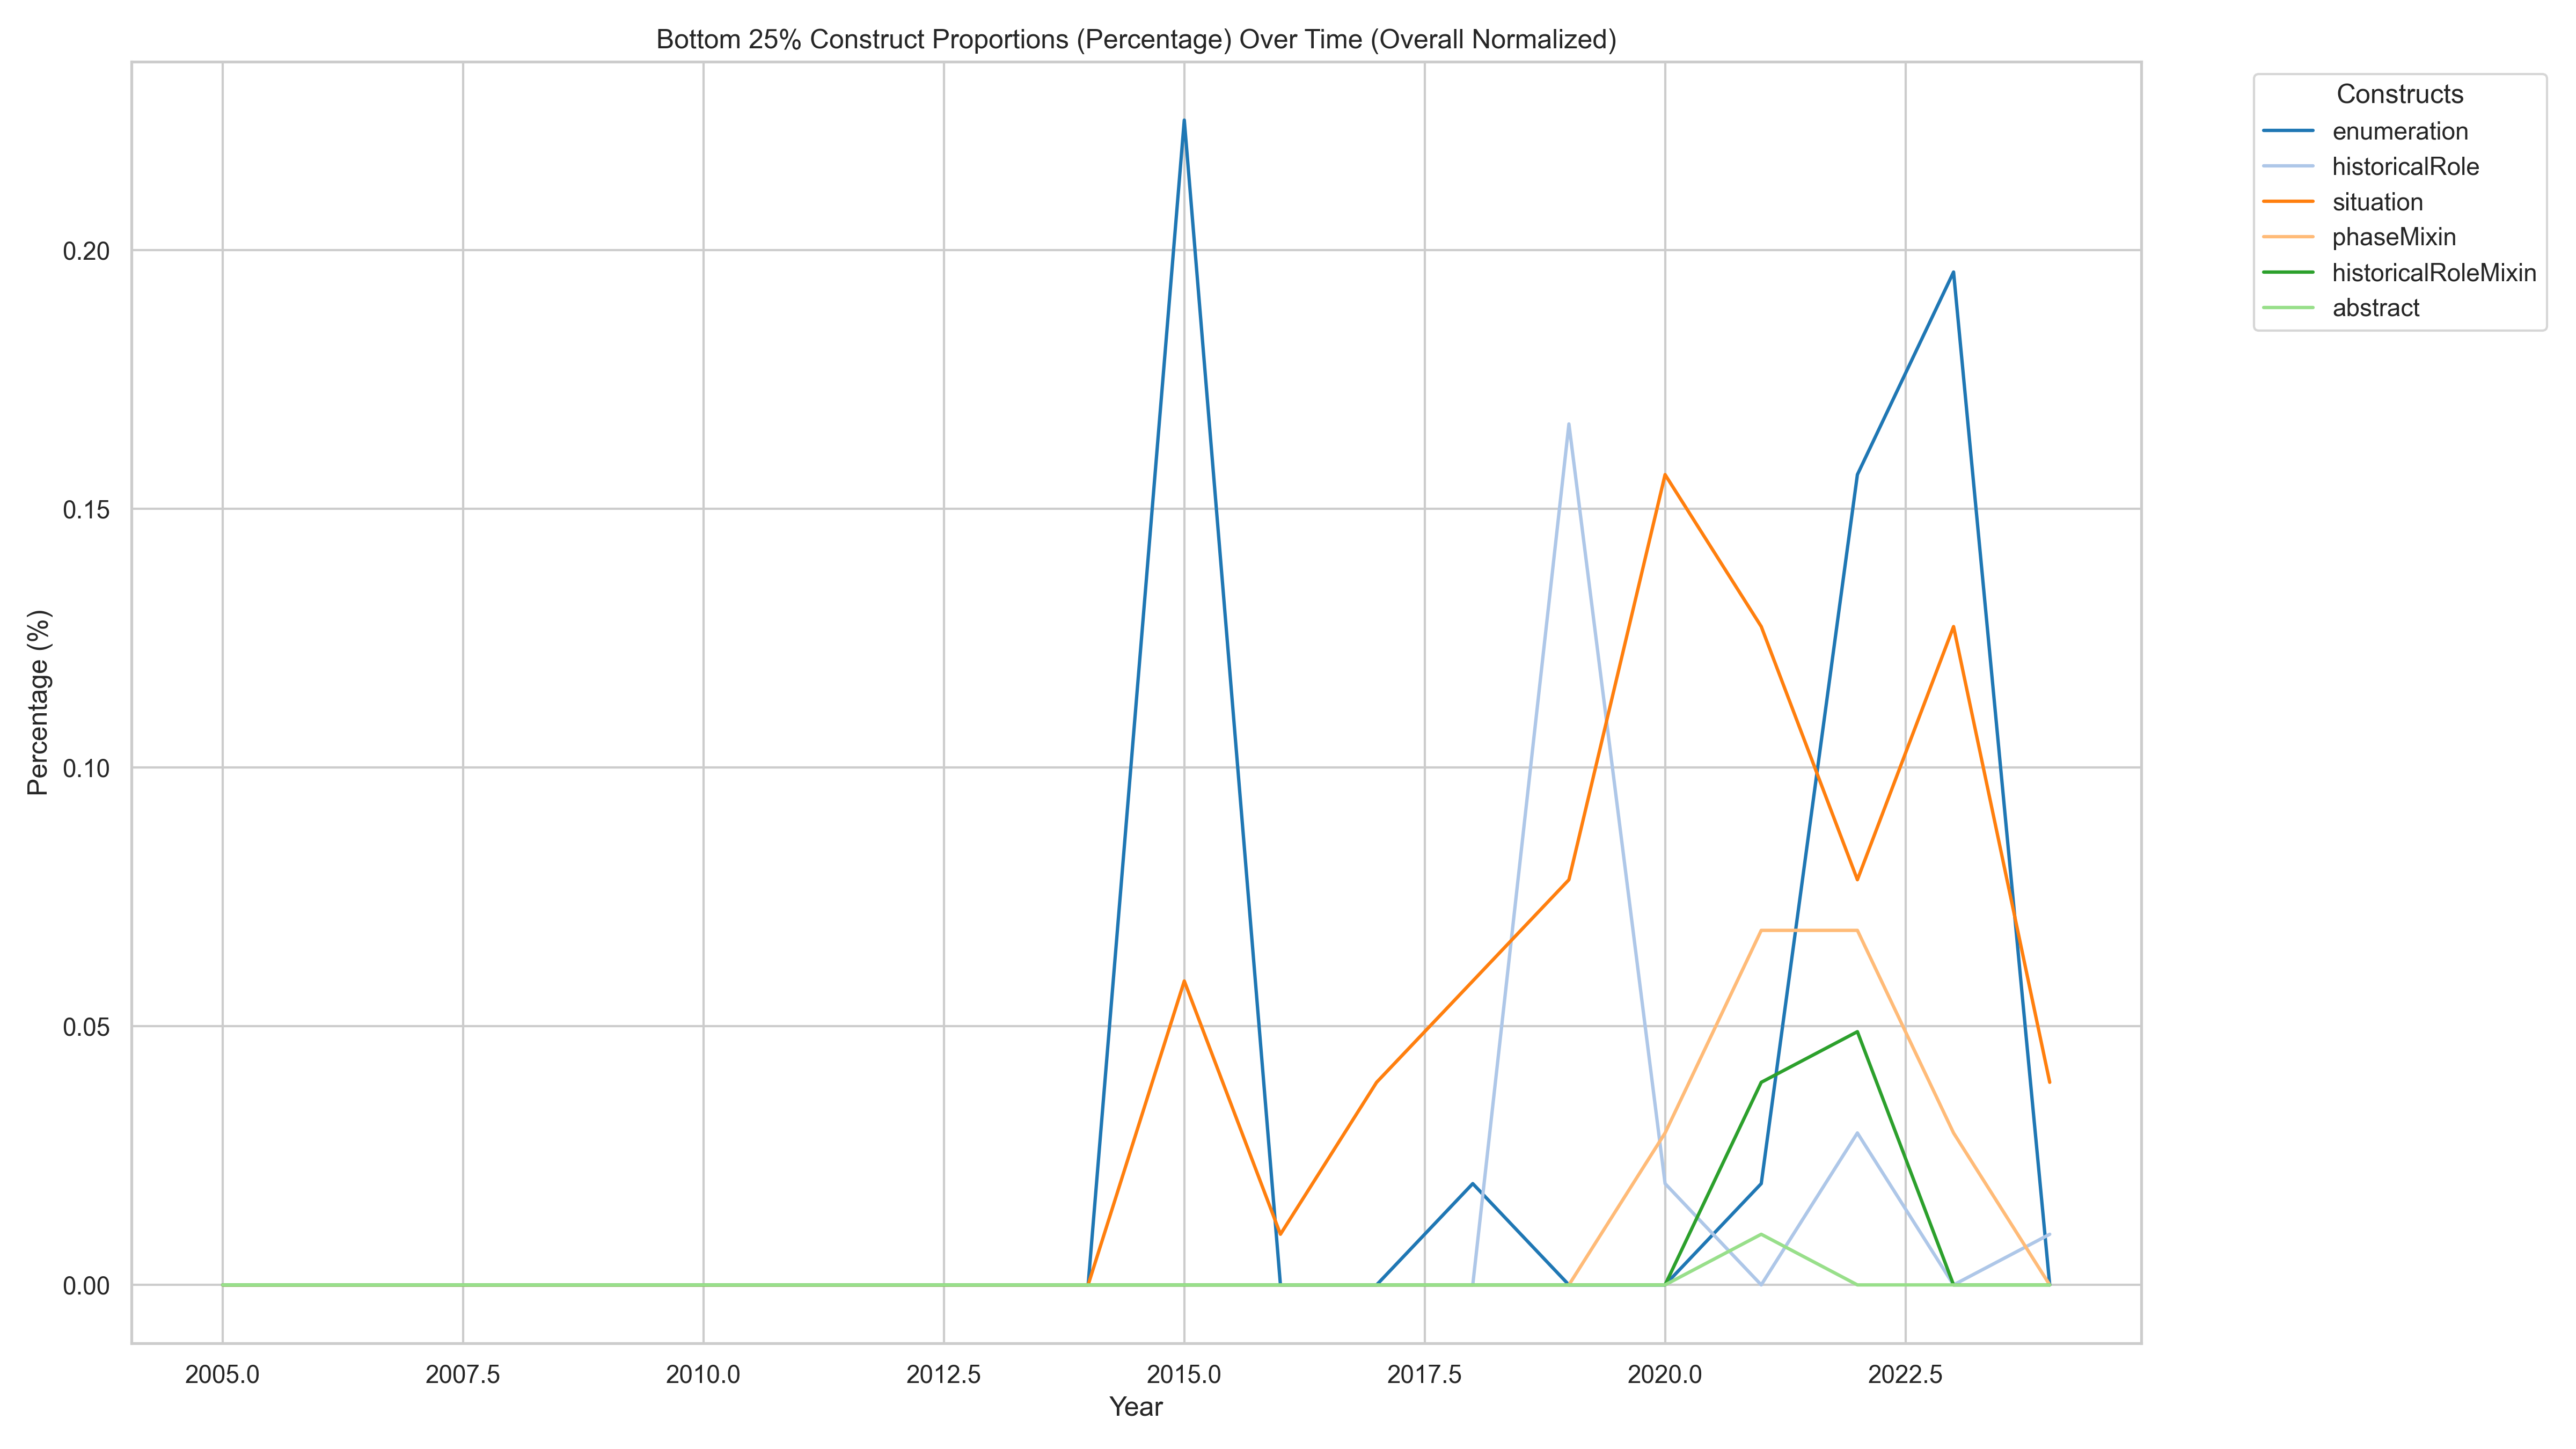 Bottom 25% Construct Proportions (Percentage) Over Time (Overall Normalized)
Constructs
enumeration
historicalRole
situation
phaseMixin
historicalRoleMixin
abstract
Percentage (%)
0.20
0.15
0.10
0.05
0.00
2005.0 2007.5 2010.0 2012.5 2015.0 2017.5 2020.0 2022.5
Year